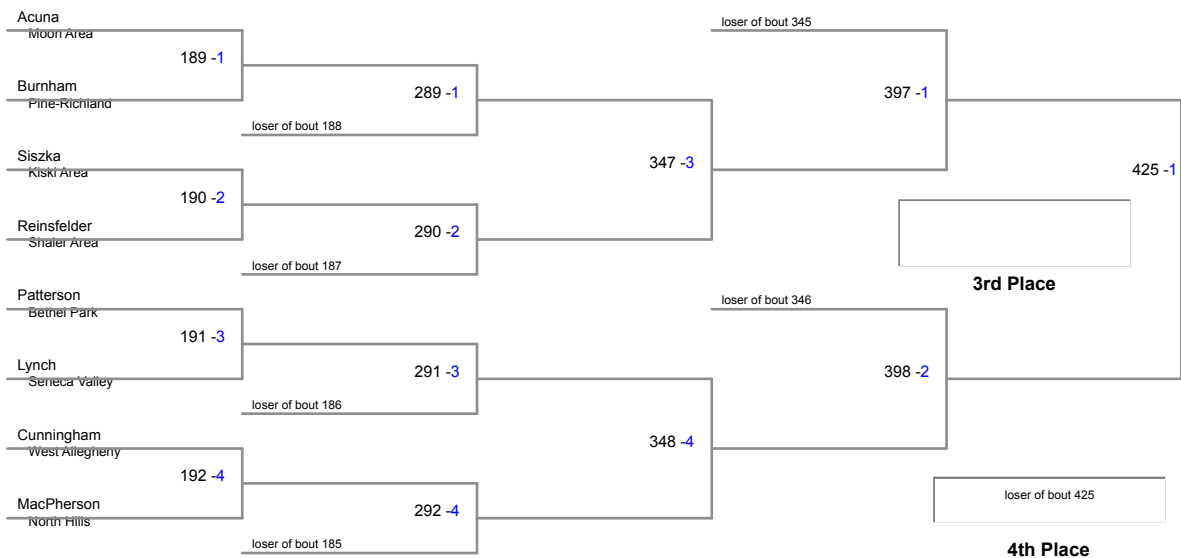 Acuna
Moon Area
189 -1
Burnham
Pine-Richland
289 -1
loser of bout 188
Siszka
Kiski Area
190 -2
Reinsfelder
Shaler Area
290 -2
loser of bout 187
347 -3
loser of bout 345
397 -1
425 -1
3rd Place
Patterson
Bethel Park
191 -3
Lynch
Seneca Valley
291 -3
loser of bout 186
Cunningham
West Allegheny
192 -4
MacPherson
North Hills
292 -4
loser of bout 185
348 -4
loser of bout 346
398 -2
loser of bout 425
4th Place